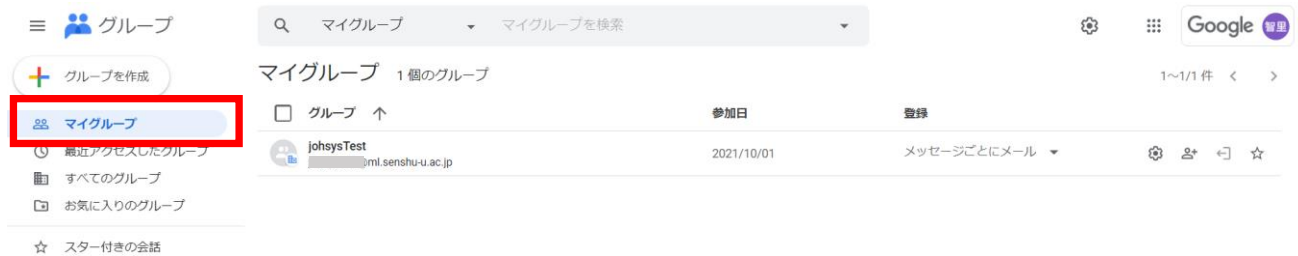 グループ
マイグループ
マイグループを検索
Google
智里
グループを作成
マイグループ
最近アクセスしたグループ
すべてのグループ
お気に入りのグループ
スター付きの会話
マイグループ 1 個のグループ
1～1/1 件
グループ
参加日
登録
johsysTest
ml.senshu-u.ac.jp
2021/10/01
メッセージごとにメール